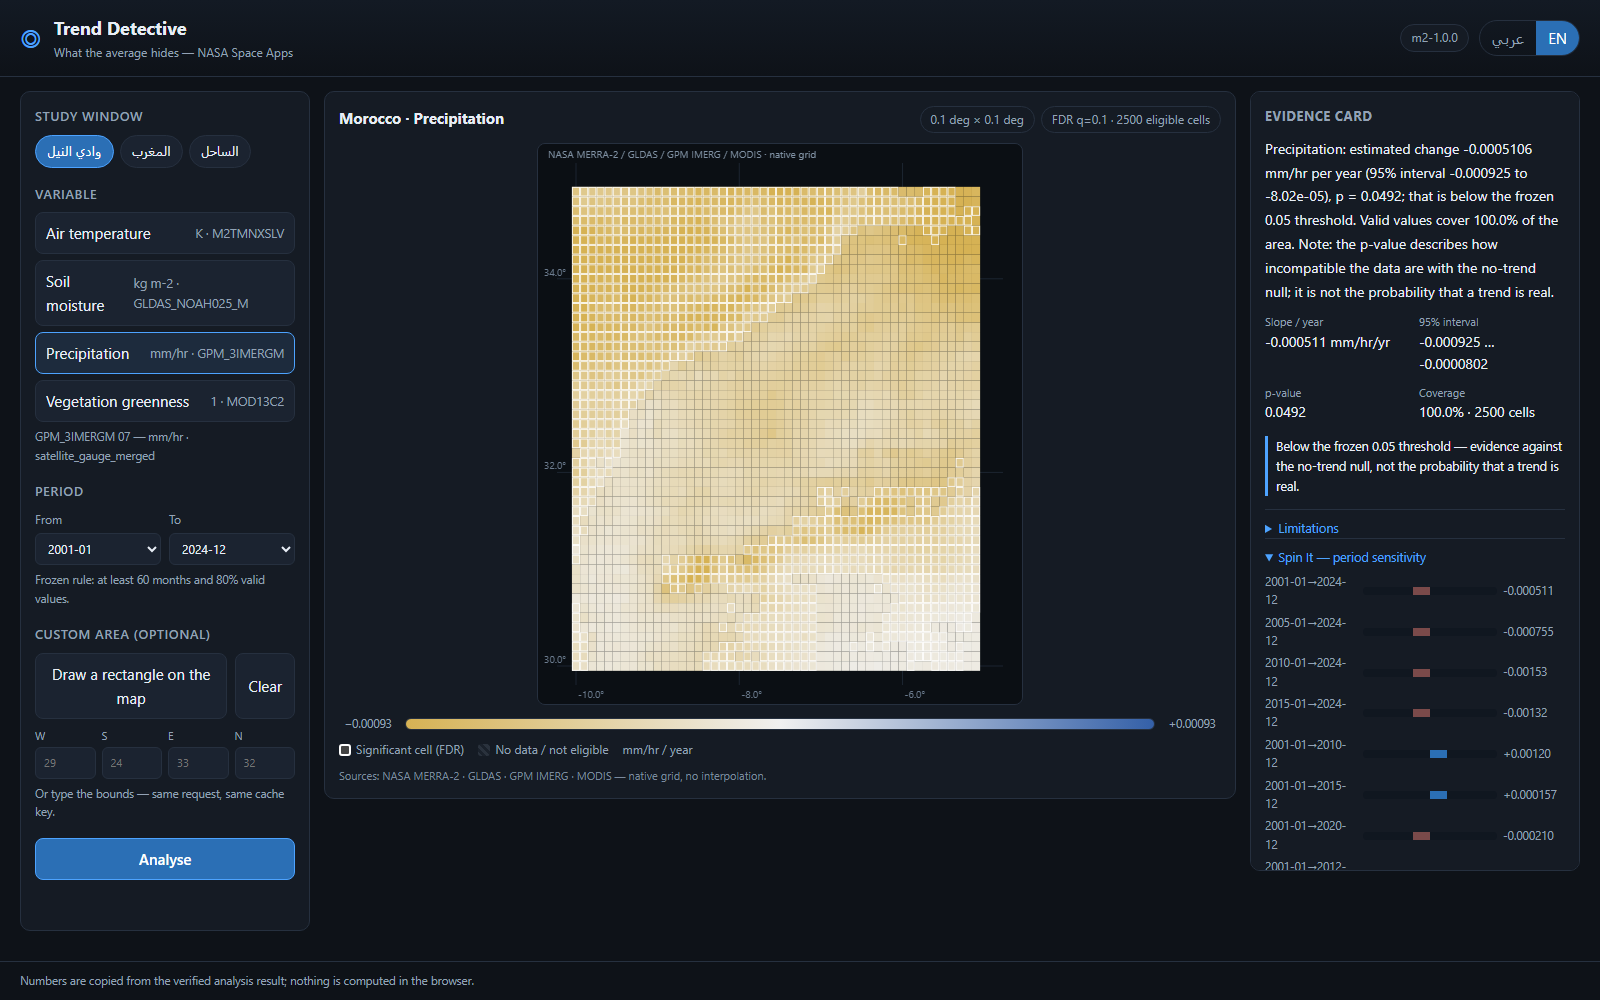 Trend Detective
What the average hides — NASA Space Apps
m2-1.0.0
عربي
EN
STUDY WINDOW
وادي النيل
المغرب
الساحل
VARIABLE
Air temperature
K · M2TMNXSLV
Soil
moisture
kg m-2 ·
GLDAS_NOAH025_M
Precipitation
mm/hr · GPM_3IMERGM
Vegetation greenness
1 · MOD13C2
GPM_3IMERGM 07 — mm/hr ·
satellite_gauge_merged
PERIOD
From
To
2001-01
2024-12
Frozen rule: at least 60 months and 80% valid
values.
CUSTOM AREA (OPTIONAL)
Draw a rectangle on the
map
Clear
W
S
E
N
29
24
33
32
Or type the bounds — same request, same cache
key.
Analyse
Morocco · Precipitation
0.1 deg × 0.1 deg
FDR q=0.1 · 2500 eligible cells
NASA MERRA-2 / GLDAS / GPM IMERG / MODIS · native grid
34.0°
32.0°
30.0°
-10.0°
-8.0°
-6.0°
−0.00093
+0.00093
Significant cell (FDR)
No data / not eligible
mm/hr / year
Sources: NASA MERRA-2 · GLDAS · GPM IMERG · MODIS — native grid, no interpolation.
EVIDENCE CARD
Precipitation: estimated change -0.0005106
mm/hr per year (95% interval -0.000925 to
-8.02e-05), p = 0.0492; that is below the frozen
0.05 threshold. Valid values cover 100.0% of the
area. Note: the p-value describes how
incompatible the data are with the no-trend
null; it is not the probability that a trend is real.
Slope / year
-0.000511 mm/hr/yr
95% interval
-0.000925 …
-0.0000802
p-value
0.0492
Coverage
100.0% · 2500 cells
Below the frozen 0.05 threshold — evidence against
the no-trend null, not the probability that a trend is
real.
Limitations
Spin It — period sensitivity
2001-01→2024-
12
-0.000511
2005-01→2024-
12
-0.000755
2010-01→2024-
12
-0.00153
2015-01→2024-
12
-0.00132
2001-01→2010-
12
+0.00120
2001-01→2015-
12
+0.000157
2001-01→2020-
12
-0.000210
2001-01→2012-
Numbers are copied from the verified analysis result; nothing is computed in the browser.